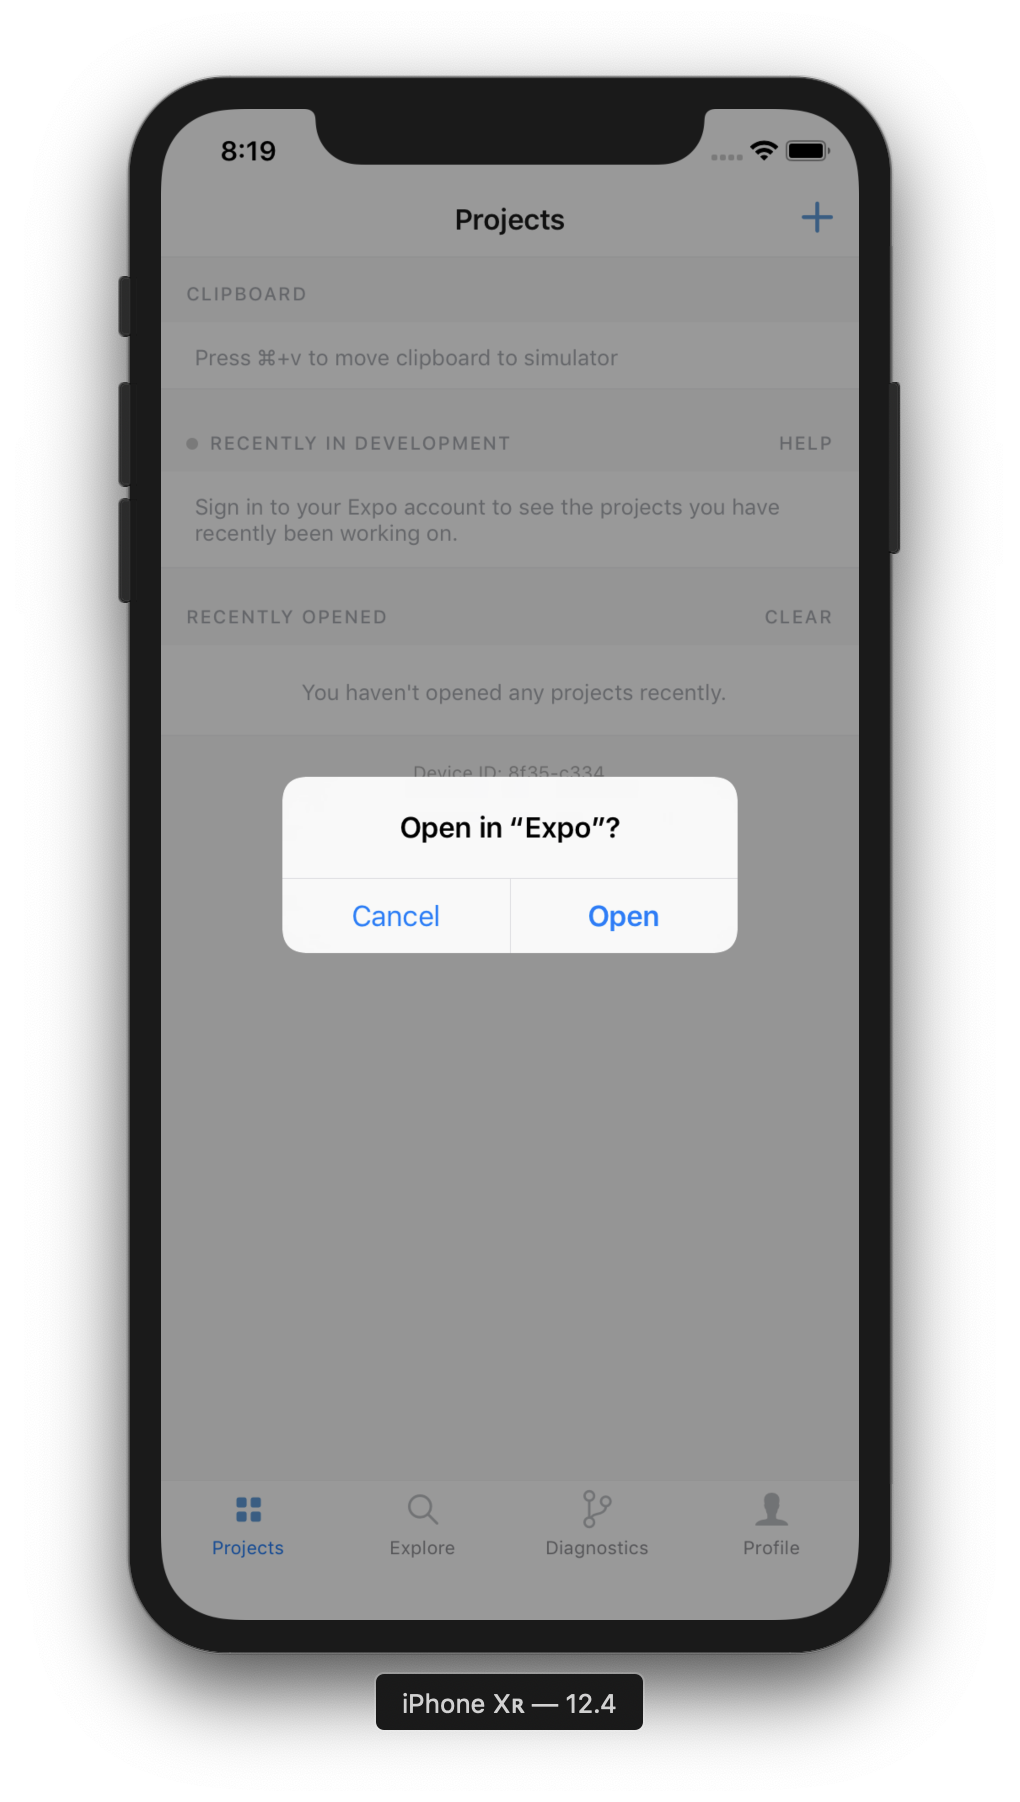 8:19
Projects
CLIPBOARD
Press ⌘+v to move clipboard to simulator
RECENTLY IN DEVELOPMENT HELP
Sign in to your Expo account to see the projects you have
recently been working on.
RECENTLY OPENED CLEAR
You haven't opened any projects recently.
Device ID: 8f35-c334
Open in “Expo”?
Cancel Open
Projects Explore Diagnostics Profile
iPhone Xʀ — 12.4